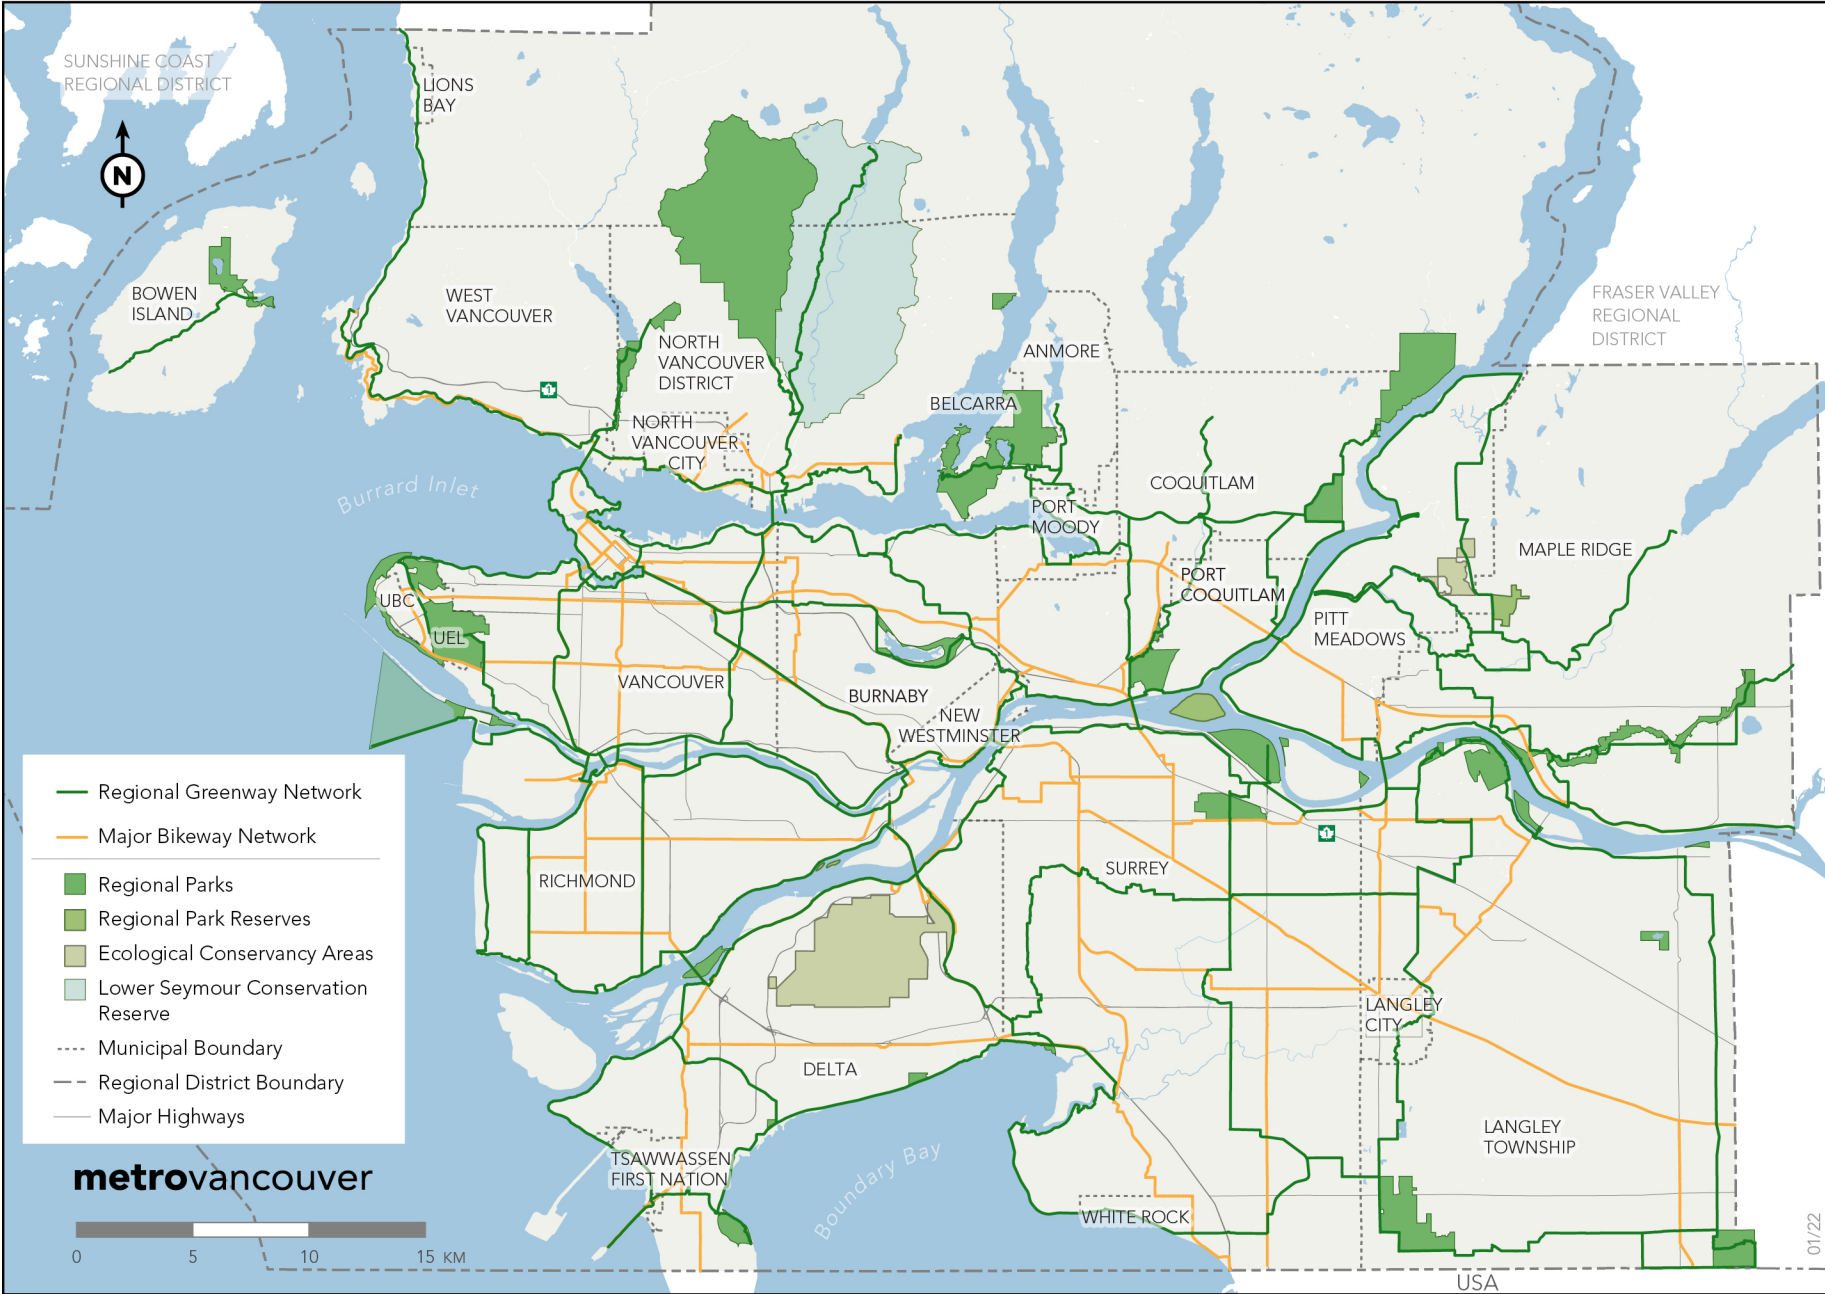 SUNSHINE COAST
REGIONAL DISTRICT
N
LIONS
BAY
BOWEN
ISLAND
WEST
VANCOUVER
NORTH
VANCOUVER
DISTRICT
NORTH
VANCOUVER
CITY
1
BELCARRA
ANMORE
FRASER VALLEY
REGIONAL
DISTRICT
Burrard Inlet
PORT
MOODY
COQUITLAM
PORT
COQUITLAM
MAPLE RIDGE
PITT
MEADOWS
UBC
UEL
VANCOUVER
BURNABY
NEW
WESTMINSTER
RICHMOND
SURREY
1
LANGLEY
CITY
DELTA
LANGLEY
TOWNSHIP
TSAWWASSEN
FIRST NATION
Boundary Bay
WHITE ROCK
USA
01/22
Regional Greenway Network
Major Bikeway Network
Regional Parks
Regional Park Reserves
Ecological Conservancy Areas
Lower Seymour Conservation
Reserve
Municipal Boundary
Regional District Boundary
Major Highways
metrovancouver
0 5 10 15 KM